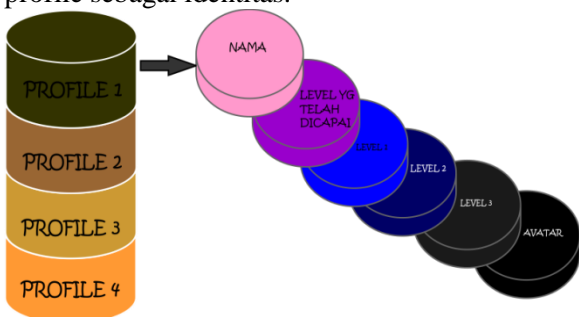 profile sebagai identitas.
PROFILE 1
PROFILE 2
PROFILE 3
PROFILE 4
NAMA
LEVEL YG
TELAH
DICAPAI
LEVEL 1
LEVEL 2
LEVEL 3
AVATAR